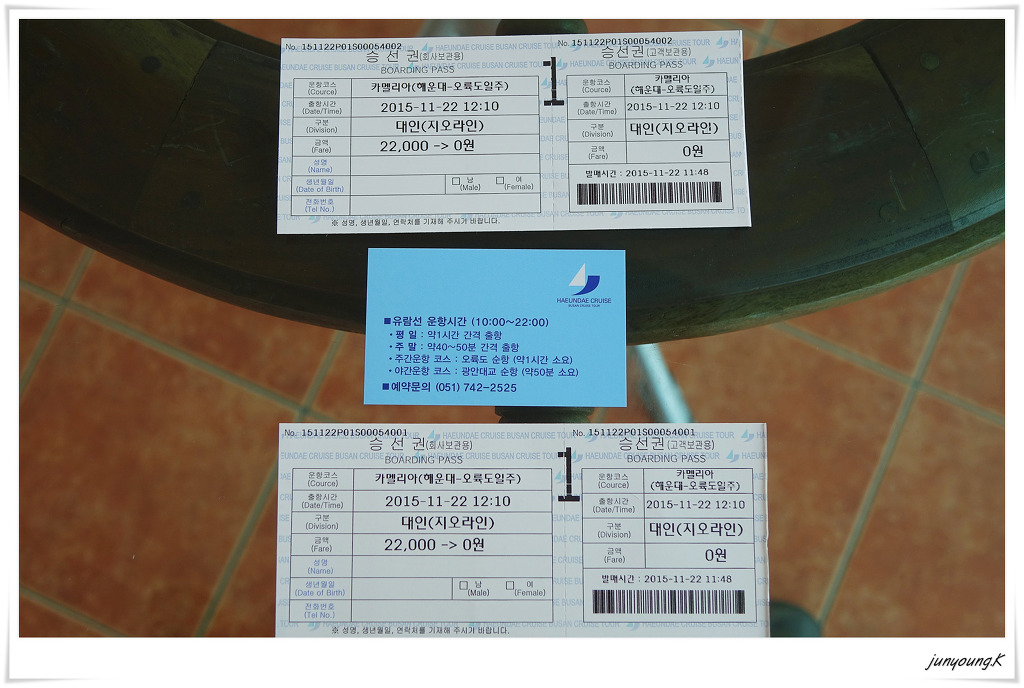 No. 151122P01S00054002
승 선 권(회사보관용)
BOARDING PASS
운항코스 (Cource) 카멜리아(해운대-오륙도일주)
출항시간 (Date/Time) 2015-11-22 12:10
구분 (Division) 대인(지오라인)
금액 (Fare) 22,000 -> 0원
성명 (Name)
생년월일 (Date of Birth) □ 남 (Male) □ 여 (Female)
전화번호 (Tel No.)
※ 성명, 생년월일, 연락처를 기재해 주시기 바랍니다.
1
No. 151122P01S00054002
승선권(고객보관용)
BOARDING PASS
운항코스 (Cource) 카멜리아
(해운대-오륙도일주)
출항시간 (Date/Time) 2015-11-22 12:10
구분 (Division) 대인(지오라인)
금액 (Fare) 0원
발매시간 : 2015-11-22 11:48
HAEUNDAE CRUISE
BUSAN CRUISE TOUR
■유람선 운항시간 (10:00~22:00)
• 평 일 : 약1시간 간격 출항
• 주 말 : 약40~50분 간격 출항
• 주간운항 코스 : 오륙도 순항 (약1시간 소요)
• 야간운항 코스 : 광안대교 순항 (약50분 소요)
■예약문의 (051) 742-2525
No. 151122P01S00054001
승 선 권(회사보관용)
BOARDING PASS
운항코스 (Cource) 카멜리아(해운대-오륙도일주)
출항시간 (Date/Time) 2015-11-22 12:10
구분 (Division) 대인(지오라인)
금액 (Fare) 22,000 -> 0원
성명 (Name)
생년월일 (Date of Birth) □ 남 (Male) □ 여 (Female)
전화번호 (Tel No.)
※ 성명, 생년월일, 연락처를 기재해 주시기 바랍니다.
1
No. 151122P01S00054001
승선권(고객보관용)
BOARDING PASS
운항코스 (Cource) 카멜리아
(해운대-오륙도일주)
출항시간 (Date/Time) 2015-11-22 12:10
구분 (Division) 대인(지오라인)
금액 (Fare) 0원
발매시간 : 2015-11-22 11:48
junyoung.K